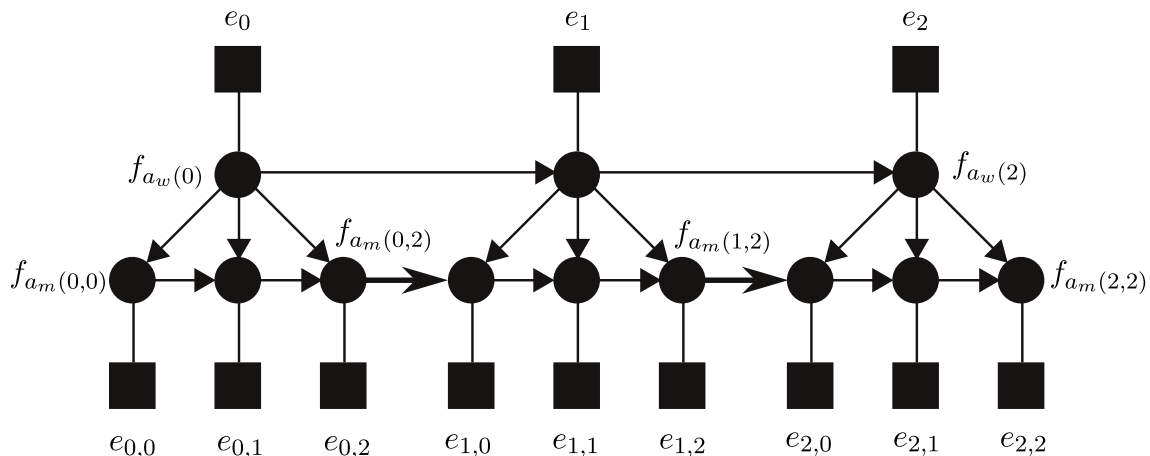 e_0 e_1 e_2
f_{a_w(0)} f_{a_w(2)}
f_{a_m(0,2)} f_{a_m(1,2)}
f_{a_m(0,0)} f_{a_m(2,2)}
e_{0,0} e_{0,1} e_{0,2} e_{1,0} e_{1,1} e_{1,2} e_{2,0} e_{2,1} e_{2,2}